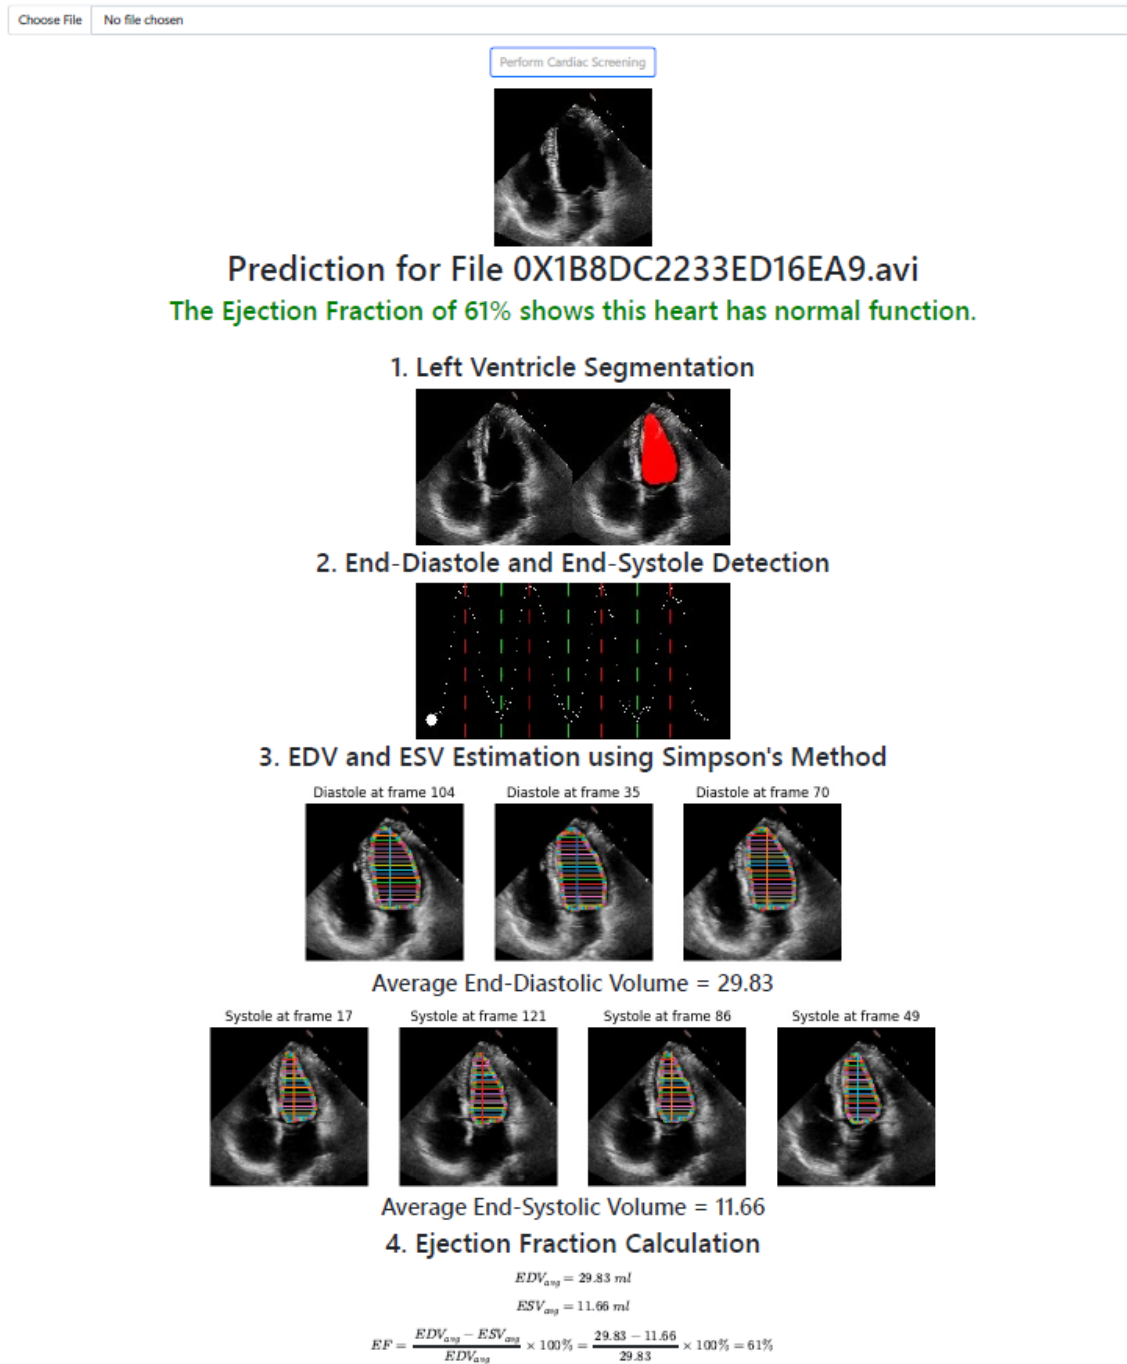 Choose File No file chosen
Perform Cardiac Screening
Prediction for File 0X1B8DC2233ED16EA9.avi
The Ejection Fraction of 61% shows this heart has normal function.
1. Left Ventricle Segmentation
2. End-Diastole and End-Systole Detection
3. EDV and ESV Estimation using Simpson's Method
Diastole at frame 104 Diastole at frame 35 Diastole at frame 70
Average End-Diastolic Volume = 29.83
Systole at frame 17 Systole at frame 121 Systole at frame 86 Systole at frame 49
Average End-Systolic Volume = 11.66
4. Ejection Fraction Calculation
EDV_avg = 29.83 ml
ESV_avg = 11.66 ml
EF = (EDV_avg − ESV_avg) / EDV_avg × 100% = (29.83 − 11.66) / 29.83 × 100% = 61%